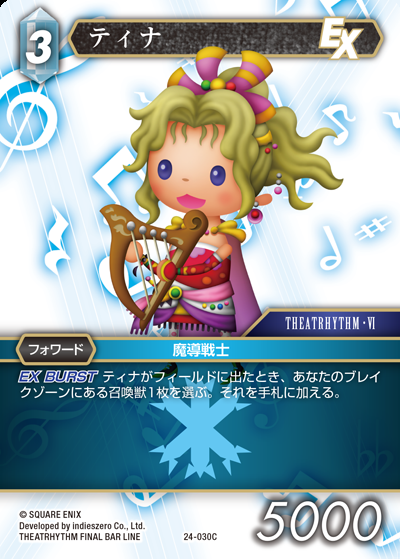 3
ティナ
EX
THEATRHYTHM・VI
フォワード
魔導戦士
EX BURST ティナがフィールドに出たとき、あなたのブレイ
クゾーンにある召喚獣1枚を選ぶ。それを手札に加える。
© SQUARE ENIX
Developed by indieszero Co., Ltd.
THEATRHYTHM FINAL BAR LINE
24-030C
5000